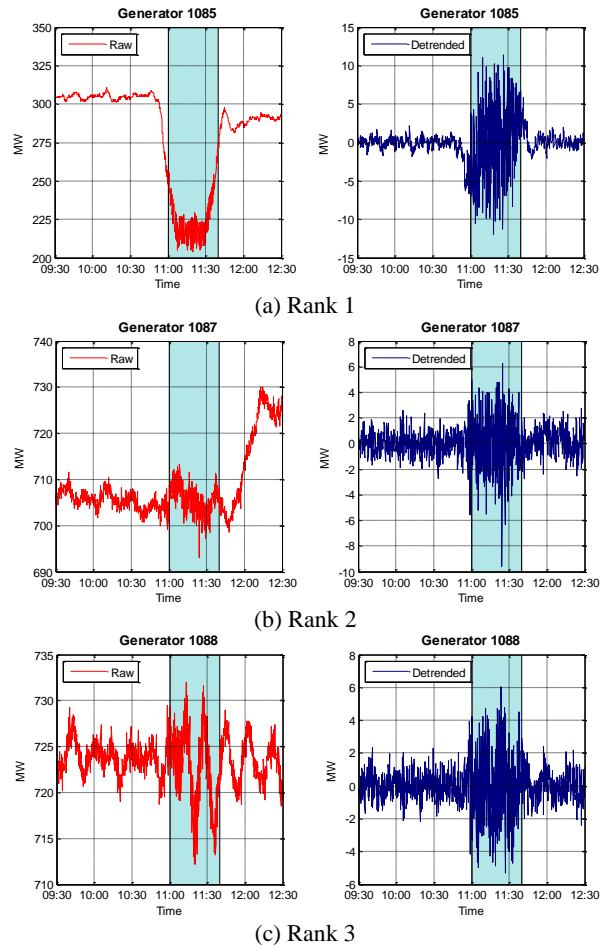 Generator 1085
Raw
MW
350
325
300
275
250
225
200
09:30 10:00 10:30 11:00 11:30 12:00 12:30
Time
Generator 1085
Detrended
MW
15
10
5
0
-5
-10
-15
09:30 10:00 10:30 11:00 11:30 12:00 12:30
Time
(a) Rank 1
Generator 1087
Raw
MW
740
730
720
710
700
690
09:30 10:00 10:30 11:00 11:30 12:00 12:30
Time
Generator 1087
Detrended
MW
8
6
4
2
0
-2
-4
-6
-8
-10
09:30 10:00 10:30 11:00 11:30 12:00 12:30
Time
(b) Rank 2
Generator 1088
Raw
MW
735
730
725
720
715
710
09:30 10:00 10:30 11:00 11:30 12:00 12:30
Time
Generator 1088
Detrended
MW
8
6
4
2
0
-2
-4
-6
09:30 10:00 10:30 11:00 11:30 12:00 12:30
Time
(c) Rank 3